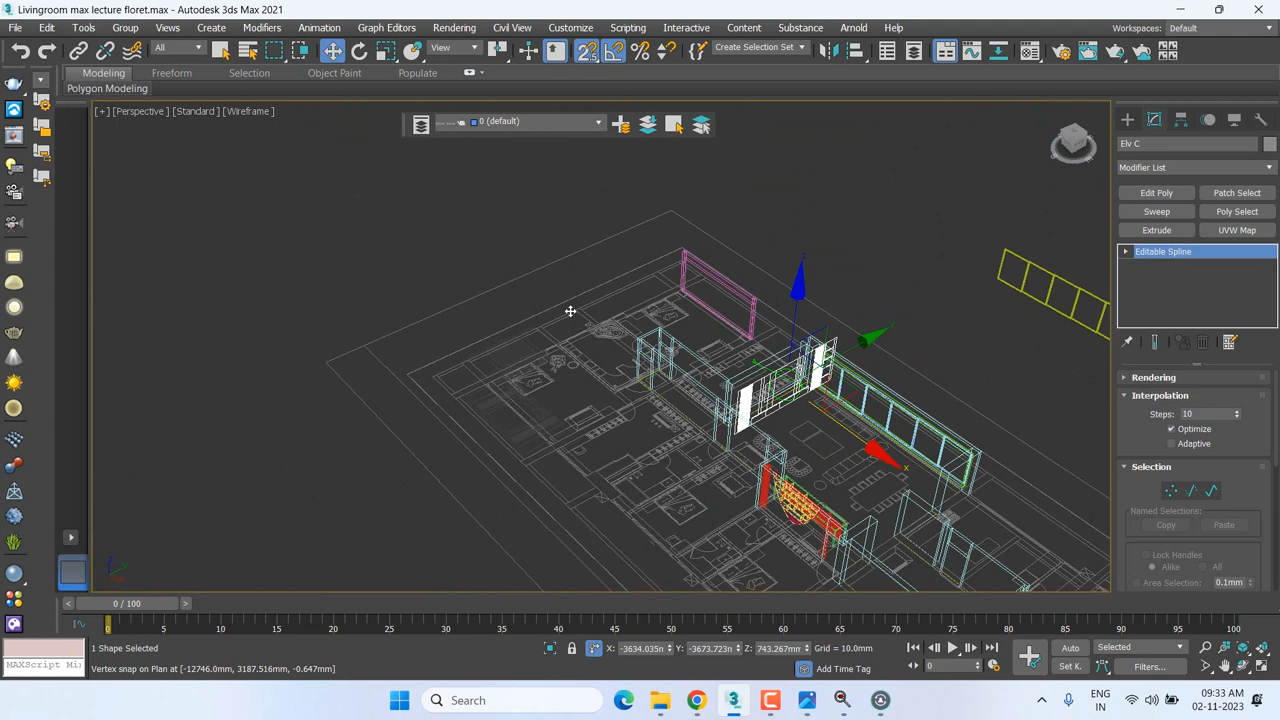 Livingroom max lecture floret.max - Autodesk 3ds Max 2021
File Edit Tools Group Views Create Modifiers Animation Graph Editors Rendering Civil View Customize Scripting Interactive Content Substance Arnold Help
Workspaces: Default
All View Create Selection Set
Modeling Freeform Selection Object Paint Populate
Polygon Modeling
[+] [Perspective ] [Standard ] [Wireframe ]
0 (default)
Elv C
Modifier List
Edit Poly Patch Select
Sweep Poly Select
Extrude UVW Map
Editable Spline
Rendering
Interpolation
Steps: 10
Optimize
Adaptive
Selection
Named Selections:
Copy Paste
Lock Handles
Alike All
Area Selection: 0.1mm
x
< 0 / 100 >
0 5 10 15 20 25 30 35 40 45 50 55 60 65 70 75 80 85 90 95 100
1 Shape Selected
X: -3634.035m Y: -3673.723m Z: 743.267mm Grid = 10.0mm
Auto Selected
MAXScript Mi
Vertex snap on Plan at [-12746.0mm, 3187.516mm, -0.647mm]
Add Time Tag
0
Set K. Filters...
Search
ENG
IN
09:33 AM
02-11-2023